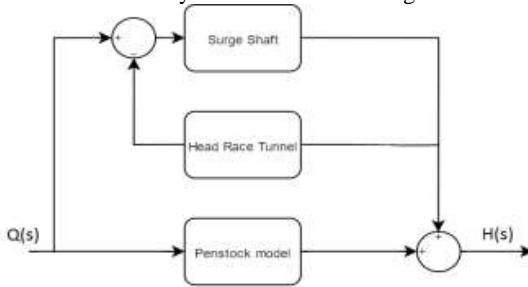 +
Surge Shaft
−
Head Race Tunnel
Q(s)
+
H(s)
+
Penstock model